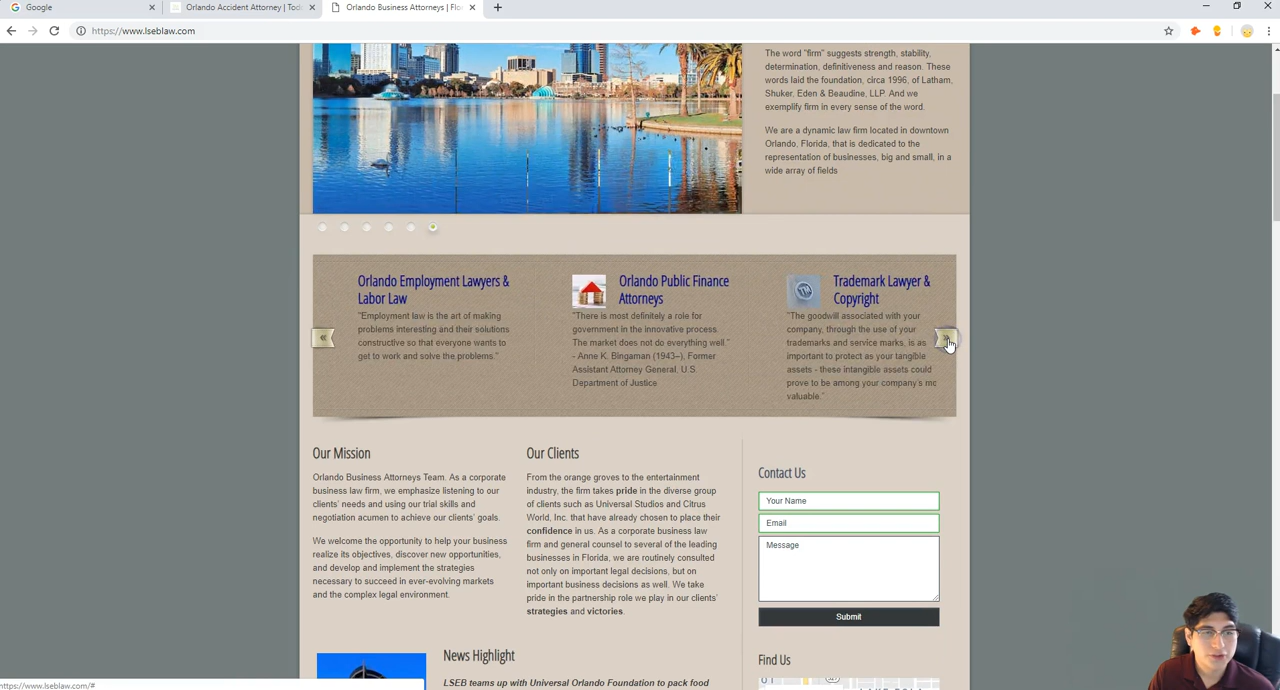 Google
Orlando Accident Attorney | Tod
Orlando Business Attorneys | Flo
https://www.lseblaw.com
The word "firm" suggests strength, stability,
determination, definitiveness and reason. These
words laid the foundation, circa 1996, of Latham,
Shuker, Eden & Beaudine, LLP. And we
exemplify firm in every sense of the word.
We are a dynamic law firm located in downtown
Orlando, Florida, that is dedicated to the
representation of businesses, big and small, in a
wide array of fields
Orlando Employment Lawyers &
Labor Law
"Employment law is the art of making
problems interesting and their solutions
constructive so that everyone wants to
get to work and solve the problems."
Orlando Public Finance
Attorneys
"There is most definitely a role for
government in the innovative process.
The market does not do everything well."
- Anne K. Bingaman (1943–), Former
Assistant Attorney General, U.S.
Department of Justice
Trademark Lawyer &
Copyright
"The goodwill associated with your
company, through the use of your
trademarks and service marks, is as
important to protect as your tangible
assets - these intangible assets could
prove to be among your company's mc
valuable."
Our Mission
Orlando Business Attorneys Team. As a corporate
business law firm, we emphasize listening to our
clients' needs and using our trial skills and
negotiation acumen to achieve our clients' goals.
We welcome the opportunity to help your business
realize its objectives, discover new opportunities,
and develop and implement the strategies
necessary to succeed in ever-evolving markets
and the complex legal environment.
Our Clients
From the orange groves to the entertainment
industry, the firm takes pride in the diverse group
of clients such as Universal Studios and CItrus
World, Inc. that have already chosen to place their
confidence in us. As a corporate business law
firm and general counsel to several of the leading
businesses in Florida, we are routinely consulted
not only on important legal decisions, but on
important business decisions as well. We take
pride in the partnership role we play in our clients'
strategies and victories.
Contact Us
Your Name
Email
Message
Submit
News Highlight
LSEB teams up with Universal Orlando Foundation to pack food
Find Us
https://www.lseblaw.com/#